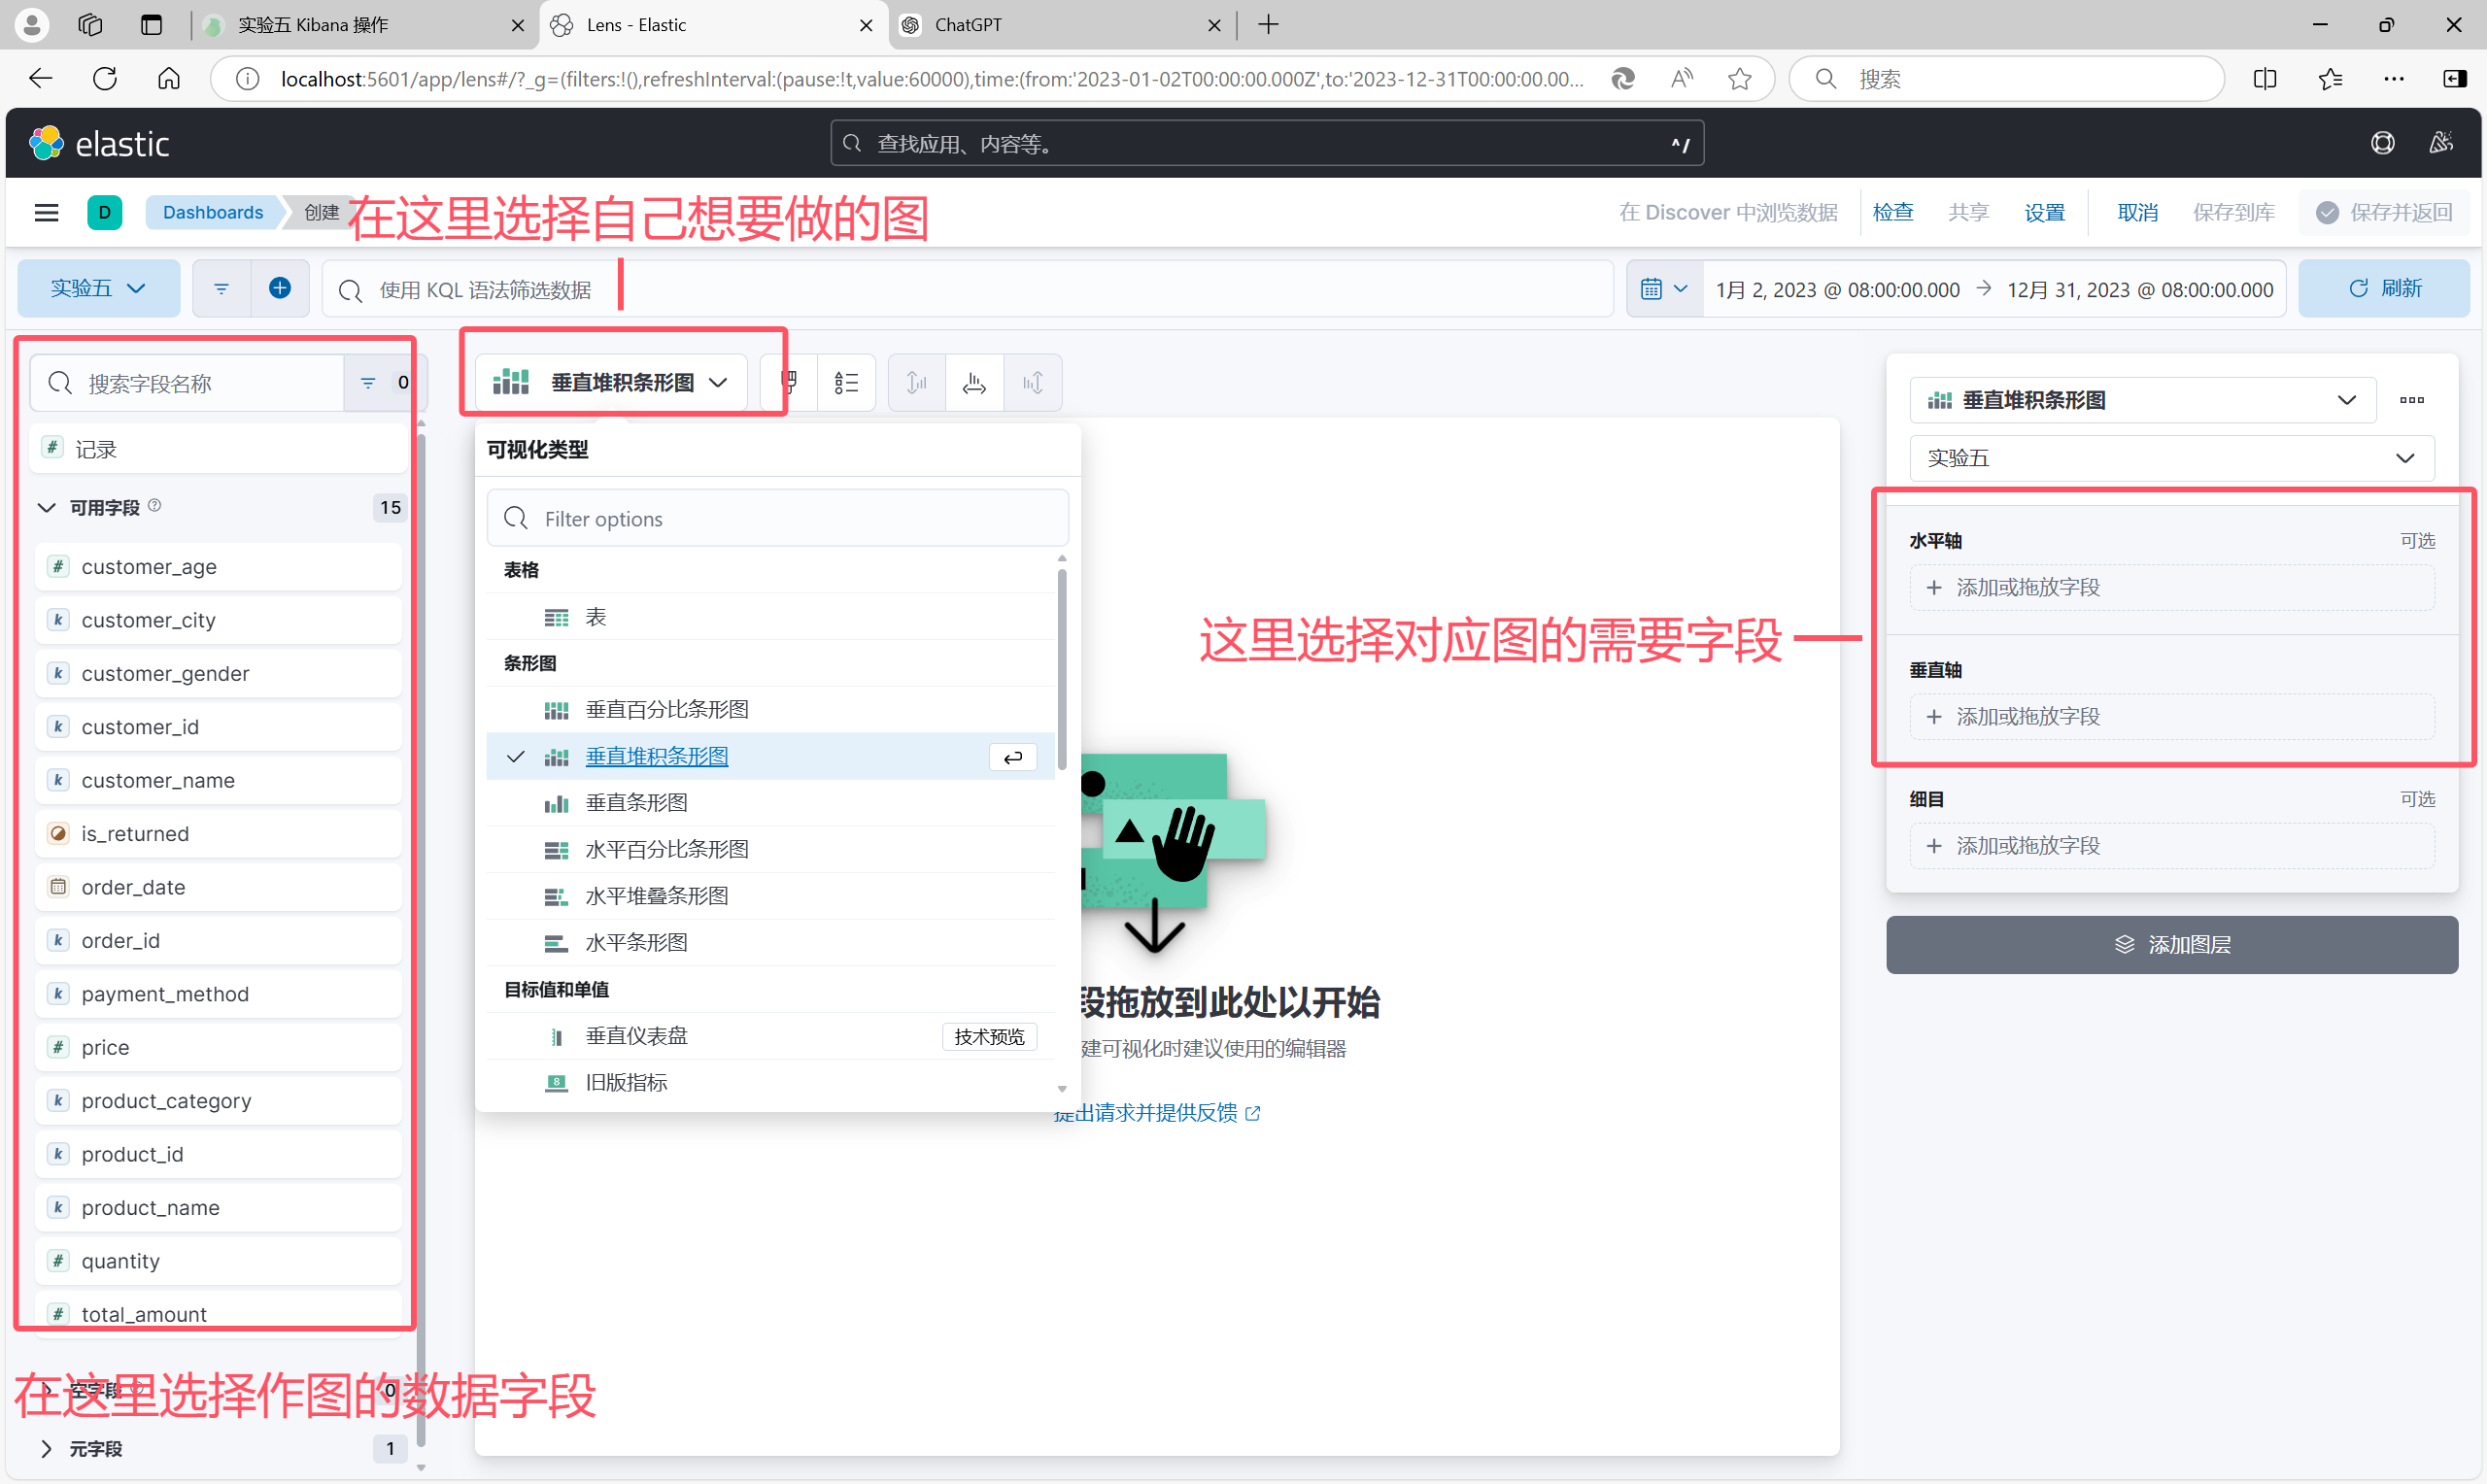 实验五 Kibana 操作
Lens - Elastic
ChatGPT
localhost:5601/app/lens#/?_g=(filters:!(),refreshInterval:(pause:!t,value:60000),time:(from:'2023-01-02T00:00:00.000Z',to:'2023-12-31T00:00:00.00...
搜索
elastic
查找应用、内容等。
^/
D
Dashboards
创建
在这里选择自己想要做的图
在 Discover 中浏览数据
检查
共享
设置
取消
保存到库
保存并返回
实验五
使用 KQL 语法筛选数据
1月 2, 2023 @ 08:00:00.000 → 12月 31, 2023 @ 08:00:00.000
刷新
搜索字段名称
0
记录
可用字段
15
customer_age
customer_city
customer_gender
customer_id
customer_name
is_returned
order_date
order_id
payment_method
price
product_category
product_id
product_name
quantity
total_amount
空字段
0
在这里选择作图的数据字段
元字段
1
垂直堆积条形图
可视化类型
Filter options
表格
表
条形图
垂直百分比条形图
垂直堆积条形图
垂直条形图
水平百分比条形图
水平堆叠条形图
水平条形图
目标值和单值
垂直仪表盘
技术预览
旧版指标
段拖放到此处以开始
建可视化时建议使用的编辑器
提出请求并提供反馈
这里选择对应图的需要字段
垂直堆积条形图
实验五
水平轴
可选
添加或拖放字段
垂直轴
添加或拖放字段
细目
可选
添加或拖放字段
添加图层